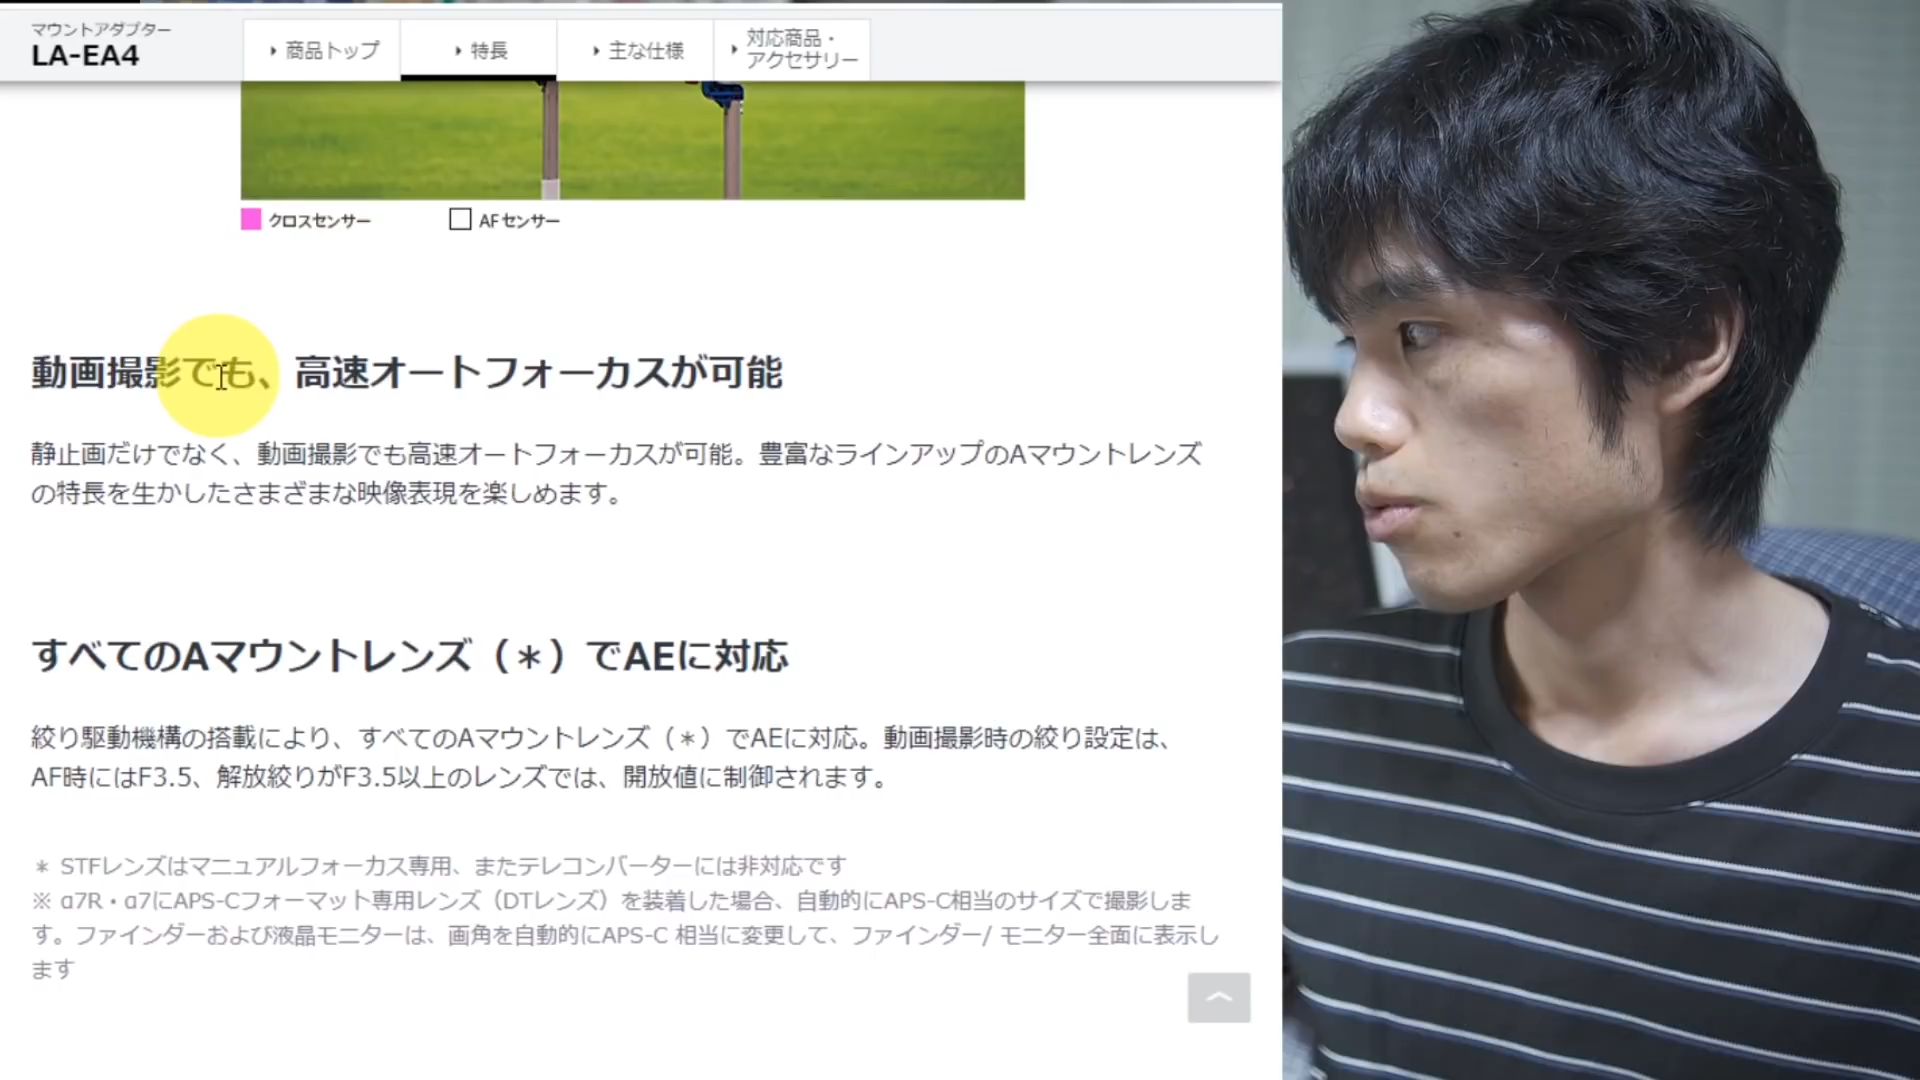 マウントアダプター
LA-EA4
商品トップ
特長
主な仕様
対応商品・
アクセサリー
クロスセンサー
AFセンサー
動画撮影でも、高速オートフォーカスが可能
静止画だけでなく、動画撮影でも高速オートフォーカスが可能。豊富なラインアップのAマウントレンズ
の特長を生かしたさまざまな映像表現を楽しめます。
すべてのAマウントレンズ（＊）でAEに対応
絞り駆動機構の搭載により、すべてのAマウントレンズ（＊）でAEに対応。動画撮影時の絞り設定は、
AF時にはF3.5、解放絞りがF3.5以上のレンズでは、開放値に制御されます。
＊ STFレンズはマニュアルフォーカス専用、またテレコンバーターには非対応です
※ α7R・α7にAPS-Cフォーマット専用レンズ（DTレンズ）を装着した場合、自動的にAPS-C相当のサイズで撮影しま
す。ファインダーおよび液晶モニターは、画角を自動的にAPS-C 相当に変更して、ファインダー/ モニター全面に表示し
ます